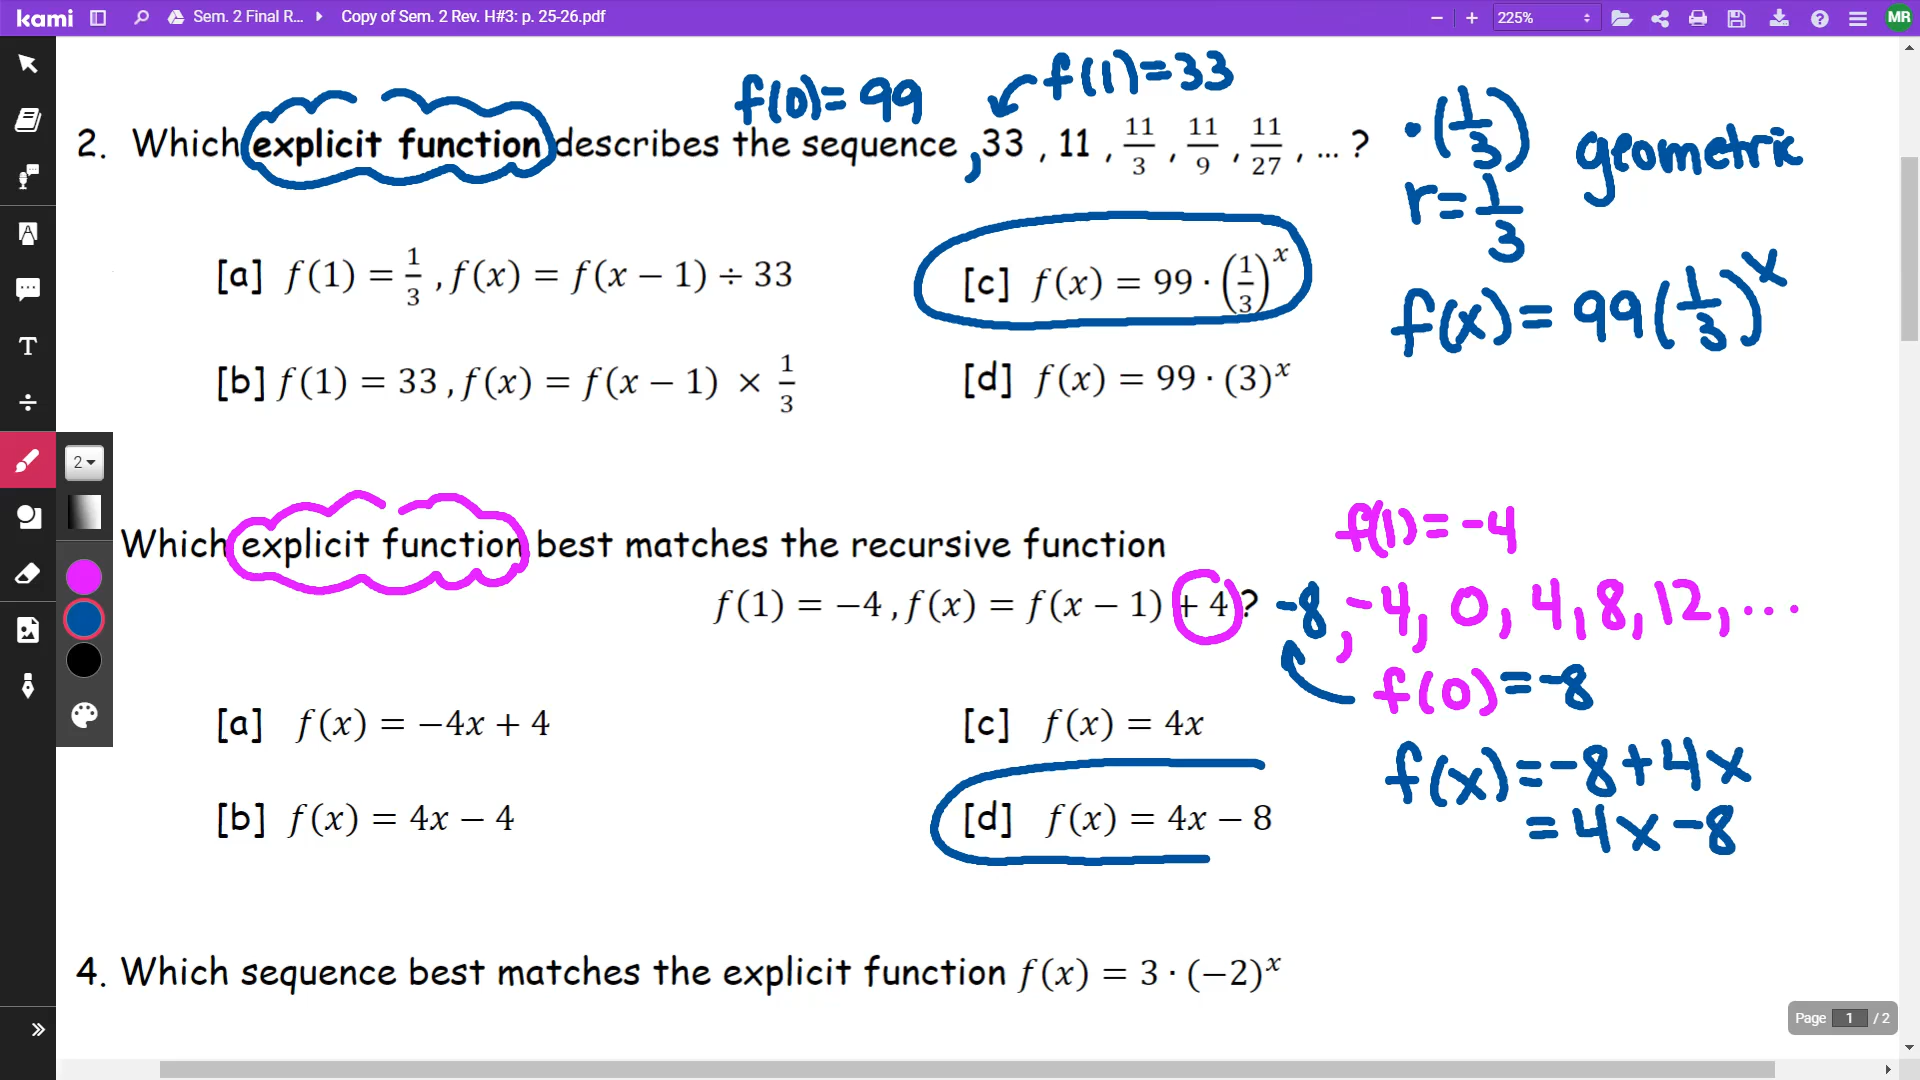 kami Sem. 2 Final R... Copy of Sem. 2 Rev. H#3: p. 25-26.pdf 225% MR
f(0)= 99 f(1)=33
2. Which explicit function describes the sequence , 33 , 11 , 11/3 , 11/9 , 11/27 , ... ?
·(1/3) geometric
r=1/3
[a] f(1) = 1/3 , f(x) = f(x − 1) ÷ 33
[c] f(x) = 99 · (1/3)^x
f(x)= 99(1/3)^x
[b] f(1) = 33 , f(x) = f(x − 1) × 1/3
[d] f(x) = 99 · (3)^x
2
f(1)= -4
Which explicit function best matches the recursive function
f(1) = −4 , f(x) = f(x − 1) + 4 ?
-8, -4, 0, 4, 8, 12, ...
f(0)=-8
[a] f(x) = −4x + 4
[c] f(x) = 4x
f(x)=-8+4x
[b] f(x) = 4x − 4
[d] f(x) = 4x − 8
=4x-8
4. Which sequence best matches the explicit function f(x) = 3 · (−2)^x
Page 1 / 2